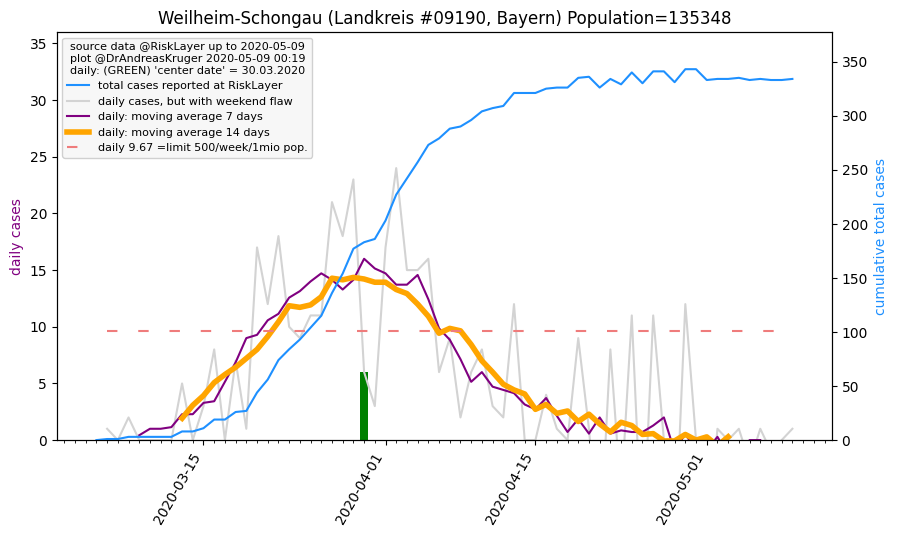 Weilheim-Schongau (Landkreis #09190, Bayern) Population=135348
source data @RiskLayer up to 2020-05-09
plot @DrAndreasKruger 2020-05-09 00:19
daily: (GREEN) 'center date' = 30.03.2020
total cases reported at RiskLayer
daily cases, but with weekend flaw
daily: moving average 7 days
daily: moving average 14 days
daily 9.67 =limit 500/week/1mio pop.
daily cases
35
30
25
20
15
10
5
0
cumulative total cases
350
300
250
200
150
100
50
0
2020-03-15
2020-04-01
2020-04-15
2020-05-01